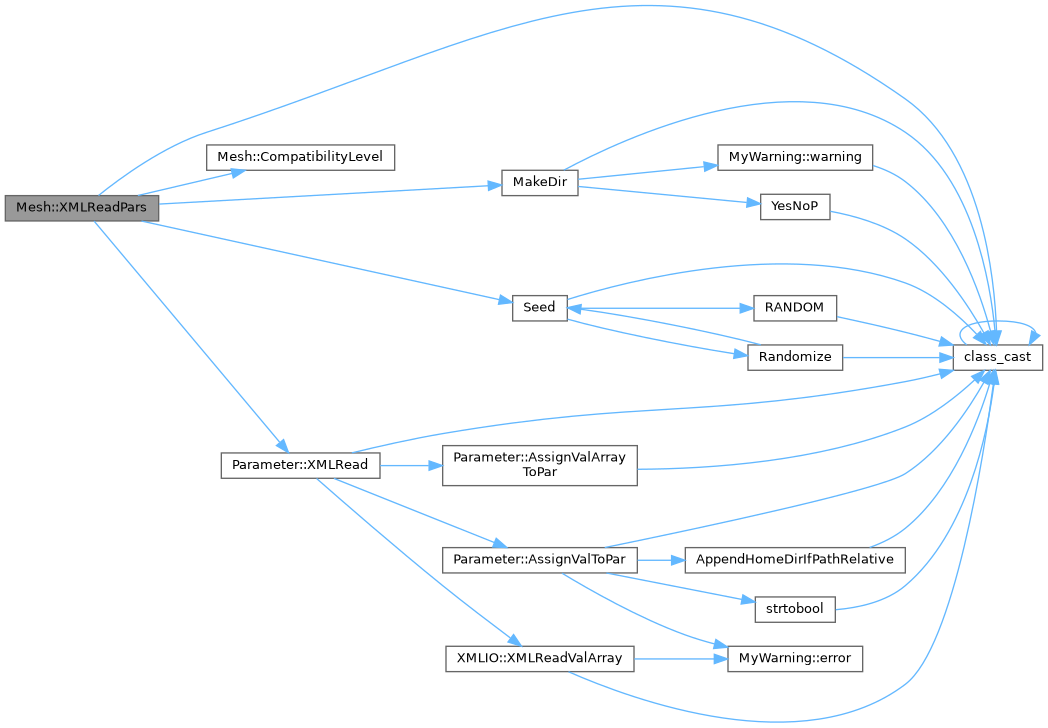 Mesh::XMLReadPars
Mesh::CompatibilityLevel
MakeDir
MyWarning::warning
YesNoP
Seed
RANDOM
Randomize
class_cast
Parameter::XMLRead
Parameter::AssignValArray
ToPar
Parameter::AssignValToPar
AppendHomeDirIfPathRelative
strtobool
XMLIO::XMLReadValArray
MyWarning::error